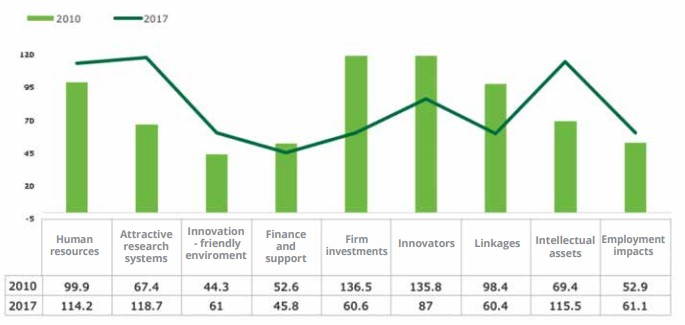 2010 2017
120
95
70
45
20
-5
Human resources
Attractive research systems
Innovation - friendly enviroment
Finance and support
Firm investments
Innovators
Linkages
Intellectual assets
Employment impacts
2010 99.9 67.4 44.3 52.6 136.5 135.8 98.4 69.4 52.9
2017 114.2 118.7 61 45.8 60.6 87 60.4 115.5 61.1